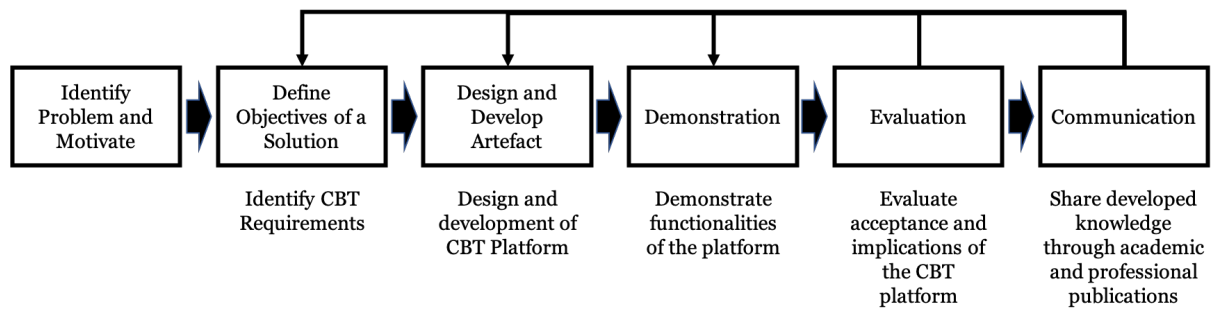 Identify
Problem and
Motivate
Define
Objectives of a
Solution
Design and
Develop
Artefact
Demonstration
Evaluation
Communication
Identify CBT
Requirements
Design and
development of
CBT Platform
Demonstrate
functionalities
of the platform
Evaluate
acceptance and
implications of
the CBT
platform
Share developed
knowledge
through academic
and professional
publications